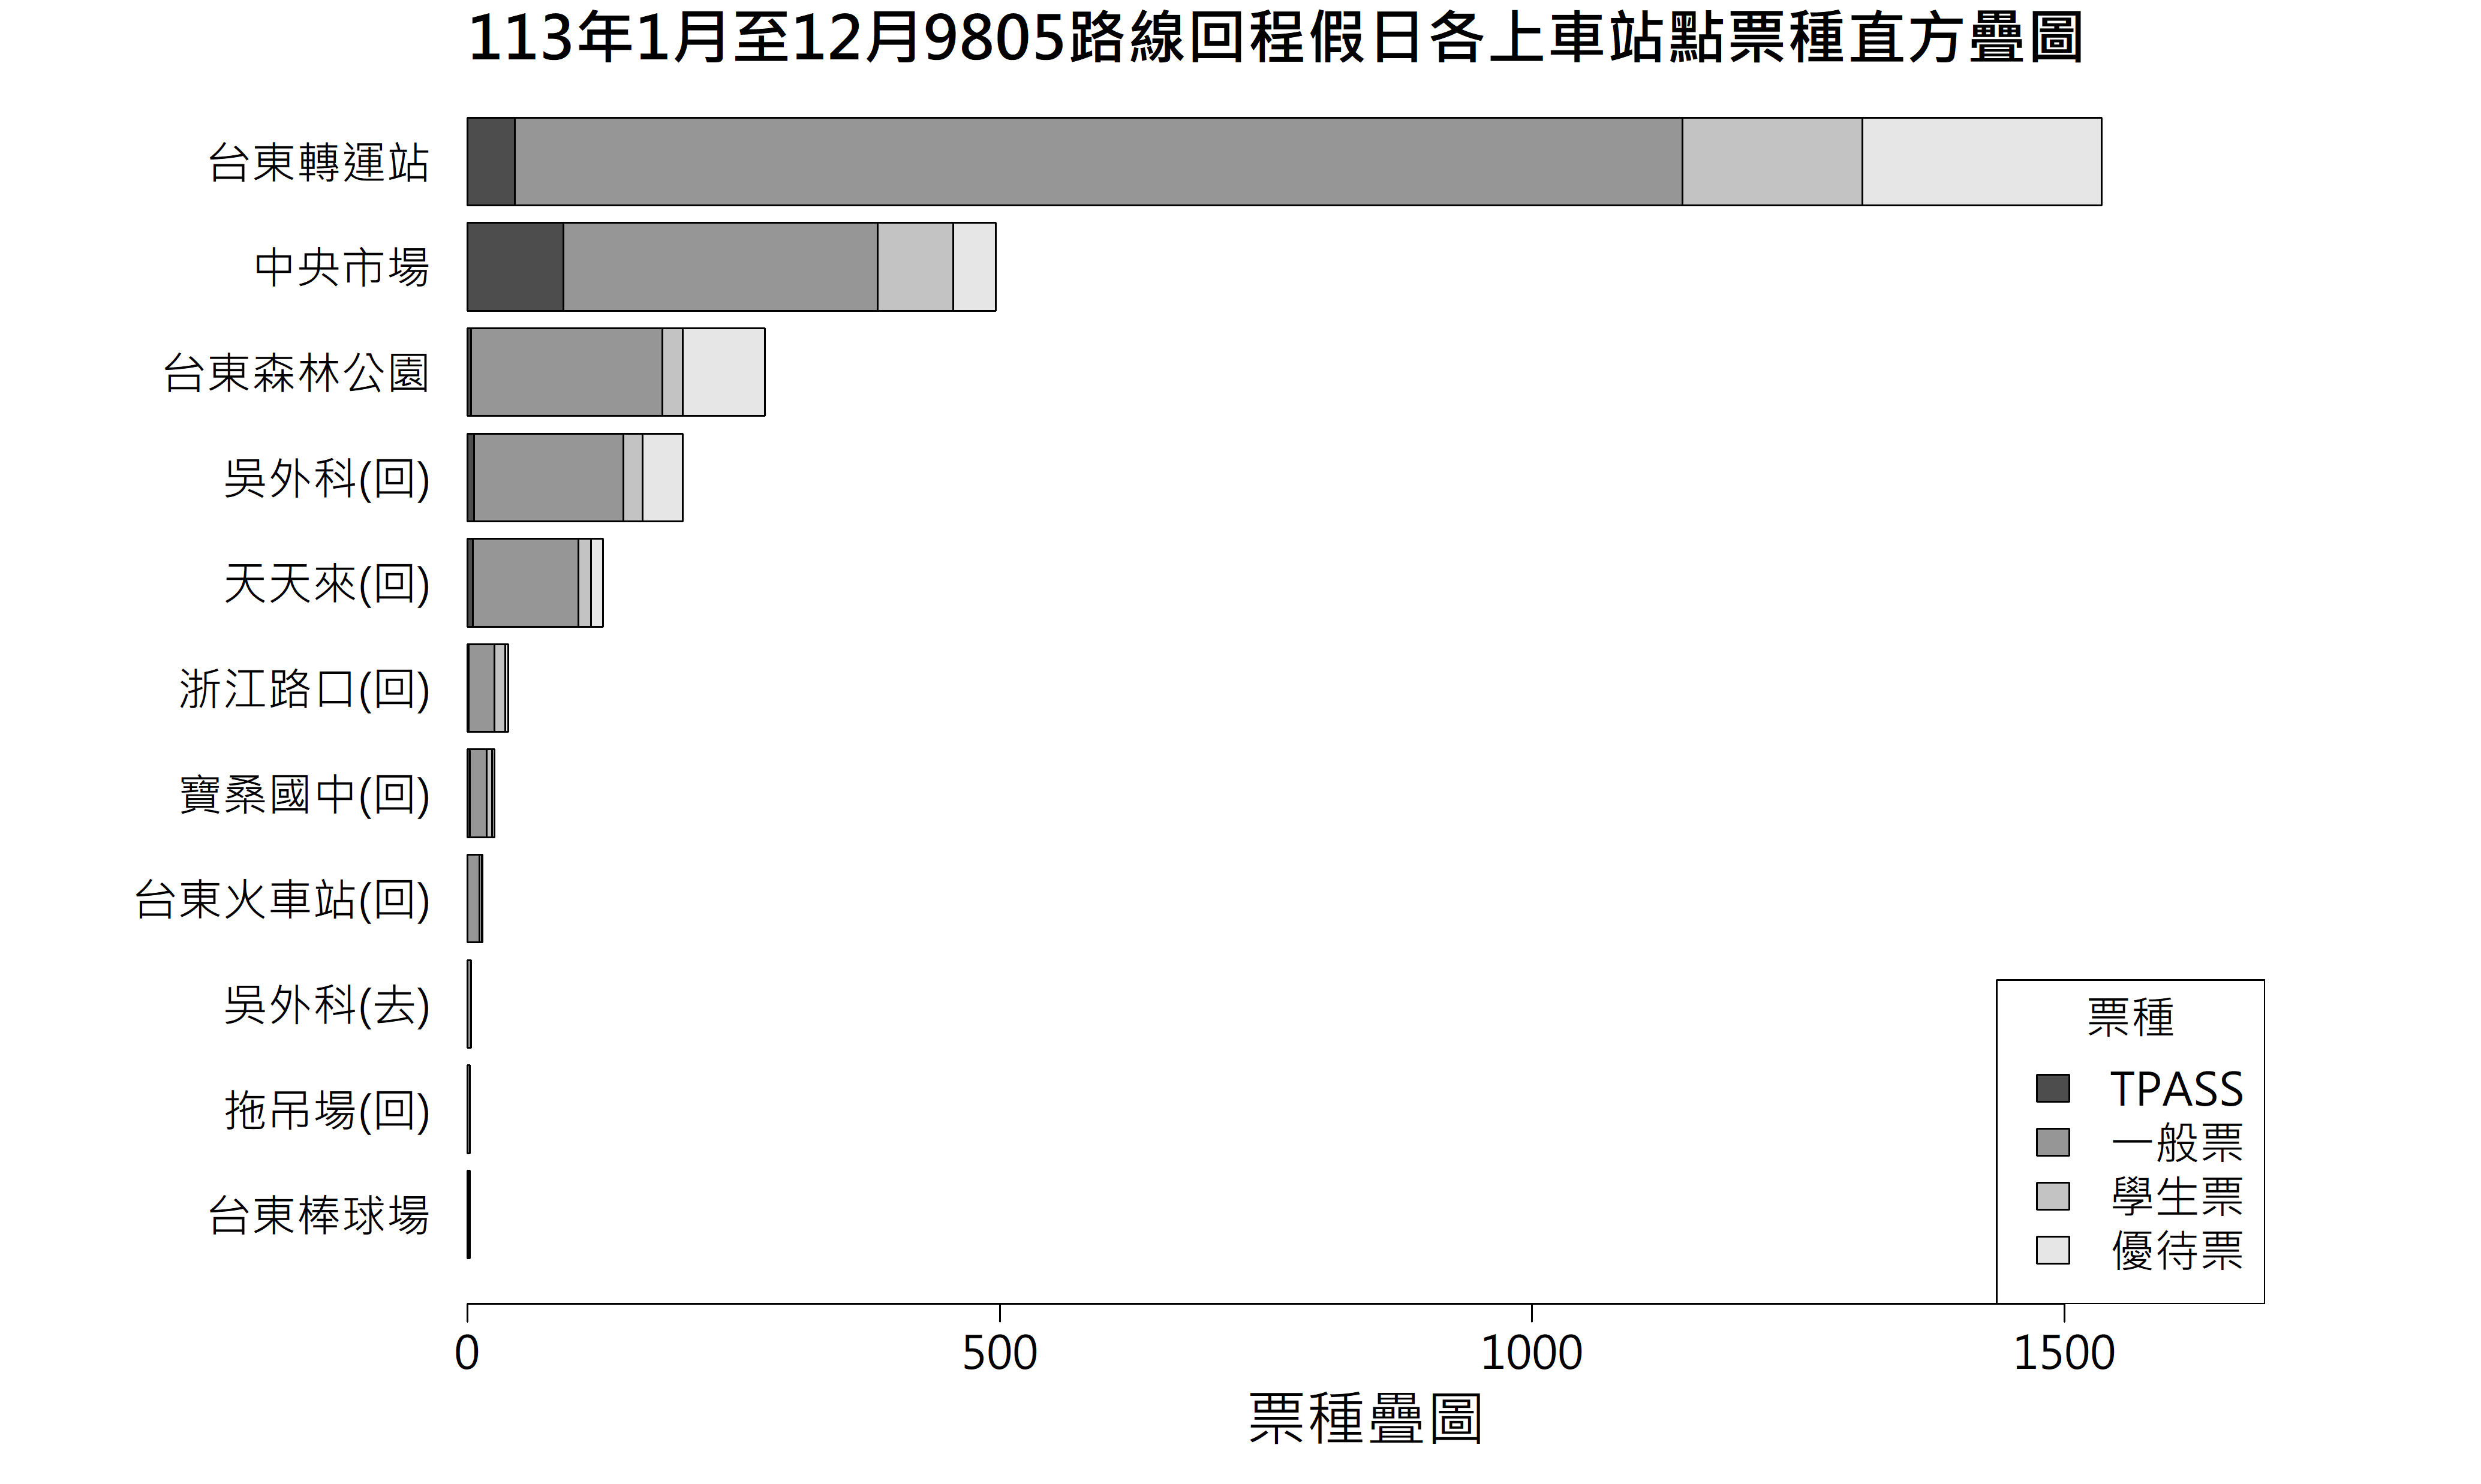 113年1月至12月9805路線回程假日各上車站點票種直方疊圖
台東轉運站
中央市場
台東森林公園
吳外科(回)
天天來(回)
浙江路口(回)
寶桑國中(回)
台東火車站(回)
吳外科(去)
拖吊場(回)
台東棒球場
票種
TPASS
一般票
學生票
優待票
0 500 1000 1500
票種疊圖